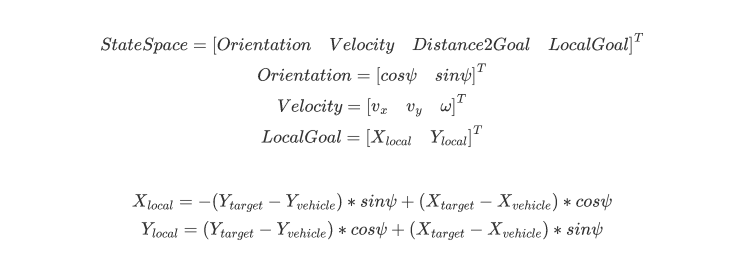 StateSpace = [Orientation Velocity Distance2Goal LocalGoal]^T
Orientation = [cosψ sinψ]^T
Velocity = [v_x v_y ω]^T
LocalGoal = [X_local Y_local]^T
X_local = −(Y_target − Y_vehicle) * sinψ + (X_target − X_vehicle) * cosψ
Y_local = (Y_target − Y_vehicle) * cosψ + (X_target − X_vehicle) * sinψ